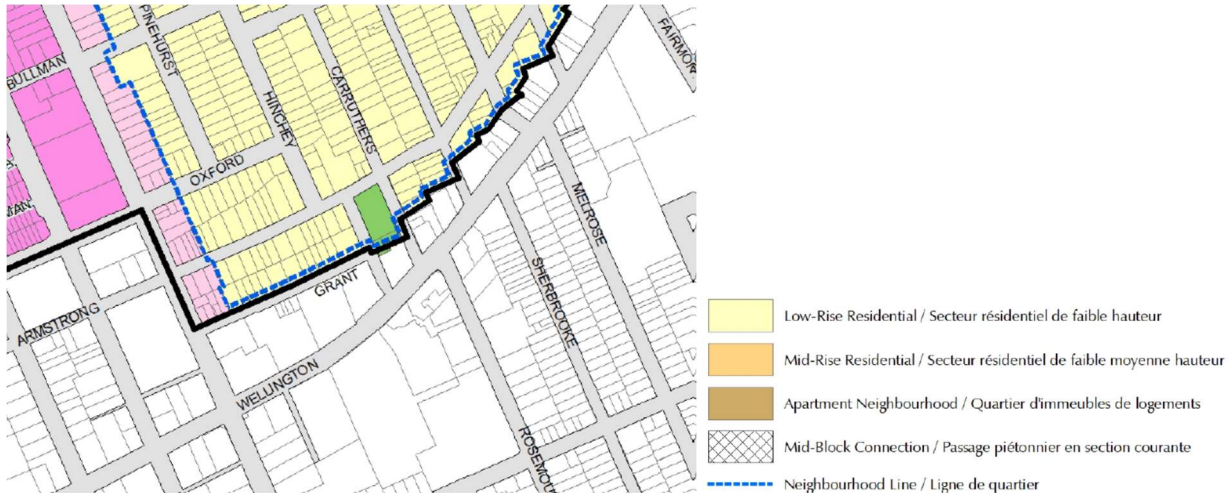 BULLMAN
PINEHURST
HINCHEY
CARRUTHERS
FAIRMON
OXFORD
MAN
ARMSTRONG
GRANT
WELLINGTON
MELROSE
SHERBROOKE
ROSEMOU
Low-Rise Residential / Secteur résidentiel de faible hauteur
Mid-Rise Residential / Secteur résidentiel de faible moyenne hauteur
Apartment Neighbourhood / Quartier d'immeubles de logements
Mid-Block Connection / Passage piétonnier en section courante
Neighbourhood Line / Ligne de quartier